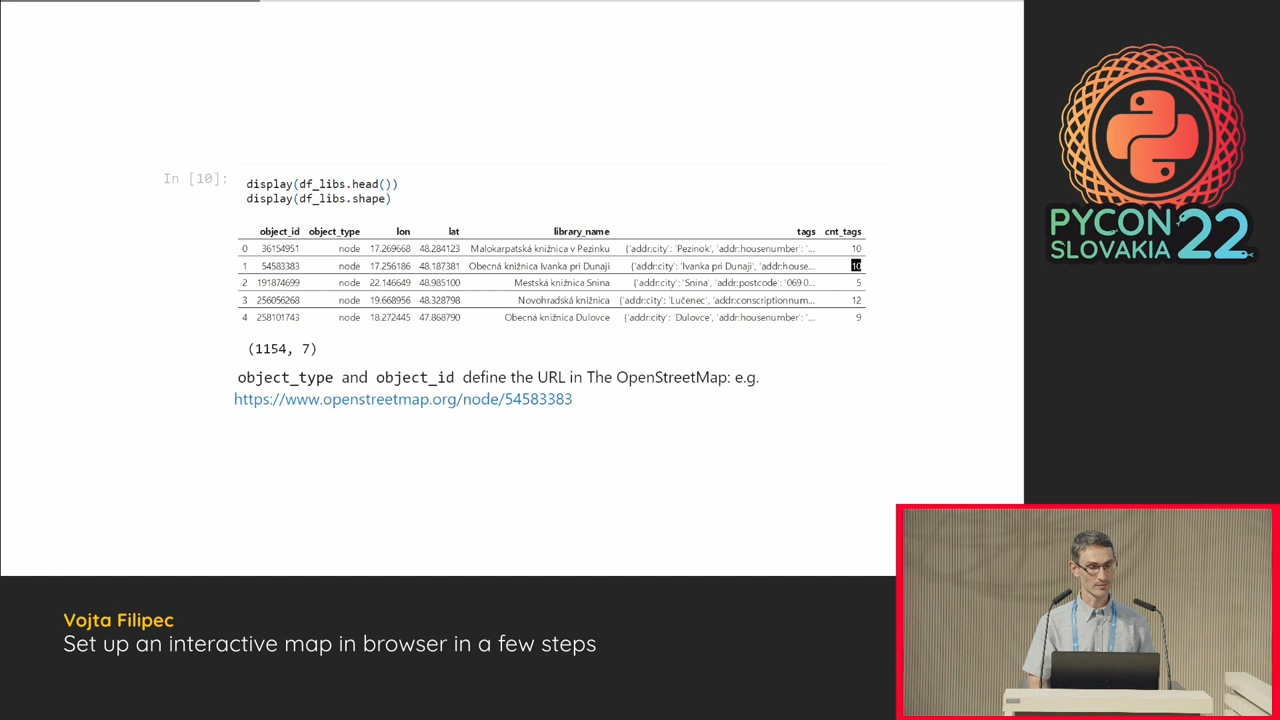 In [10]:
display(df_libs.head())
display(df_libs.shape)
object_id object_type lon lat library_name tags cnt_tags
0 36154951 node 17.269668 48.284123 Malokarpatská knižnica v Pezinku {'addr:city': 'Pezinok', 'addr:housenumber': '... 10
1 54583383 node 17.256186 48.187381 Obecná knižnica Ivanka pri Dunaji {'addr:city': 'Ivanka pri Dunaji', 'addr:house... 10
2 191874699 node 22.146649 48.985100 Mestská knižnica Snina {'addr:city': 'Snina', 'addr:postcode': '069 0... 5
3 256056268 node 19.668956 48.328798 Novohradská knižnica {'addr:city': 'Lučenec', 'addr:conscriptionnum... 12
4 258101743 node 18.272445 47.868790 Obecná knižnica Dulovce {'addr:city': 'Dulovce', 'addr:housenumber': '... 9
(1154, 7)
object_type and object_id define the URL in The OpenStreetMap: e.g.
https://www.openstreetmap.org/node/54583383
PYCON
SLOVAKIA 22
Vojta Filipec
Set up an interactive map in browser in a few steps